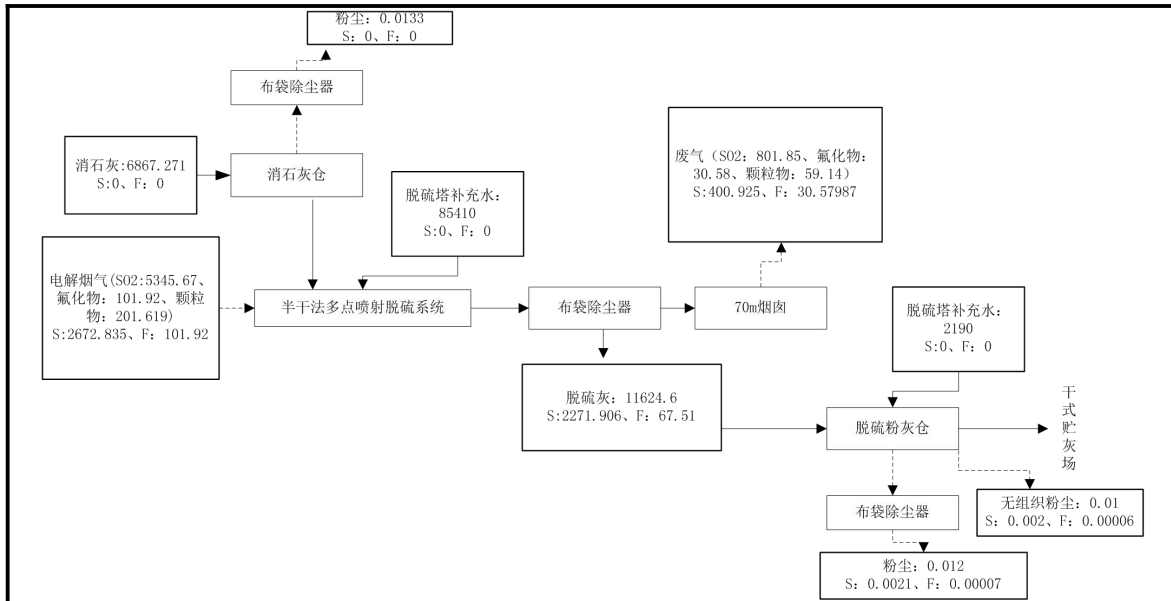 粉尘：0.0133
S：0、F：0
布袋除尘器
消石灰:6867.271
S:0、F：0
消石灰仓
脱硫塔补充水：
85410
S:0、F：0
废气（SO2：801.85、氟化物：
30.58、颗粒物：59.14）
S:400.925、F：30.57987
电解烟气(SO2:5345.67、
氟化物：101.92、颗粒
物：201.619)
S:2672.835、F：101.92
半干法多点喷射脱硫系统
布袋除尘器
70m烟囱
脱硫塔补充水：
2190
S:0、F：0
脱硫灰：11624.6
S:2271.906、F：67.51
脱硫粉灰仓
干式贮灰场
布袋除尘器
无组织粉尘：0.01
S：0.002、F：0.00006
粉尘：0.012
S：0.0021、F：0.00007